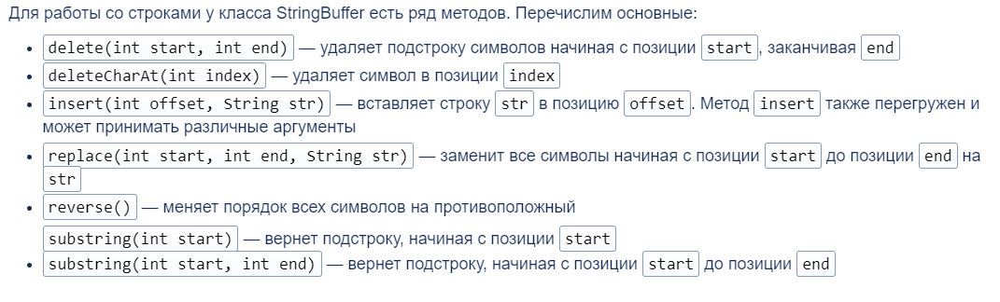 Для работы со строками у класса StringBuffer есть ряд методов. Перечислим основные:
• delete(int start, int end) — удаляет подстроку символов начиная с позиции start, заканчивая end
• deleteCharAt(int index) — удаляет символ в позиции index
• insert(int offset, String str) — вставляет строку str в позицию offset. Метод insert также перегружен и
может принимать различные аргументы
• replace(int start, int end, String str) — заменит все символы начиная с позиции start до позиции end на
str
• reverse() — меняет порядок всех символов на противоположный
substring(int start) — вернет подстроку, начиная с позиции start
• substring(int start, int end) — вернет подстроку, начиная с позиции start до позиции end